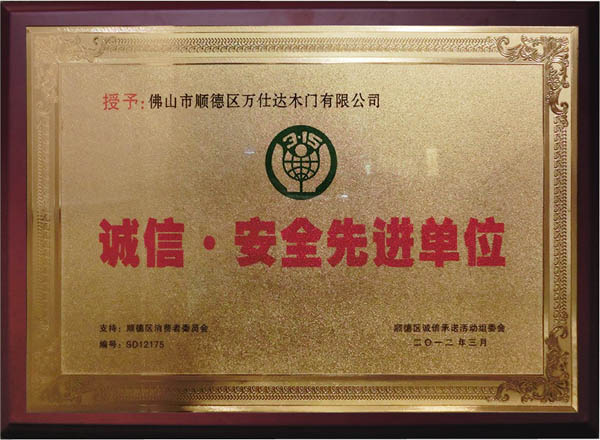 授予:佛山市顺德区万仕达木门有限公司
3·15
诚信·安全先进单位
支持: 顺德区消费者委员会
顺德区诚信承诺活动组委会
编号: SD12175
二〇一二年三月